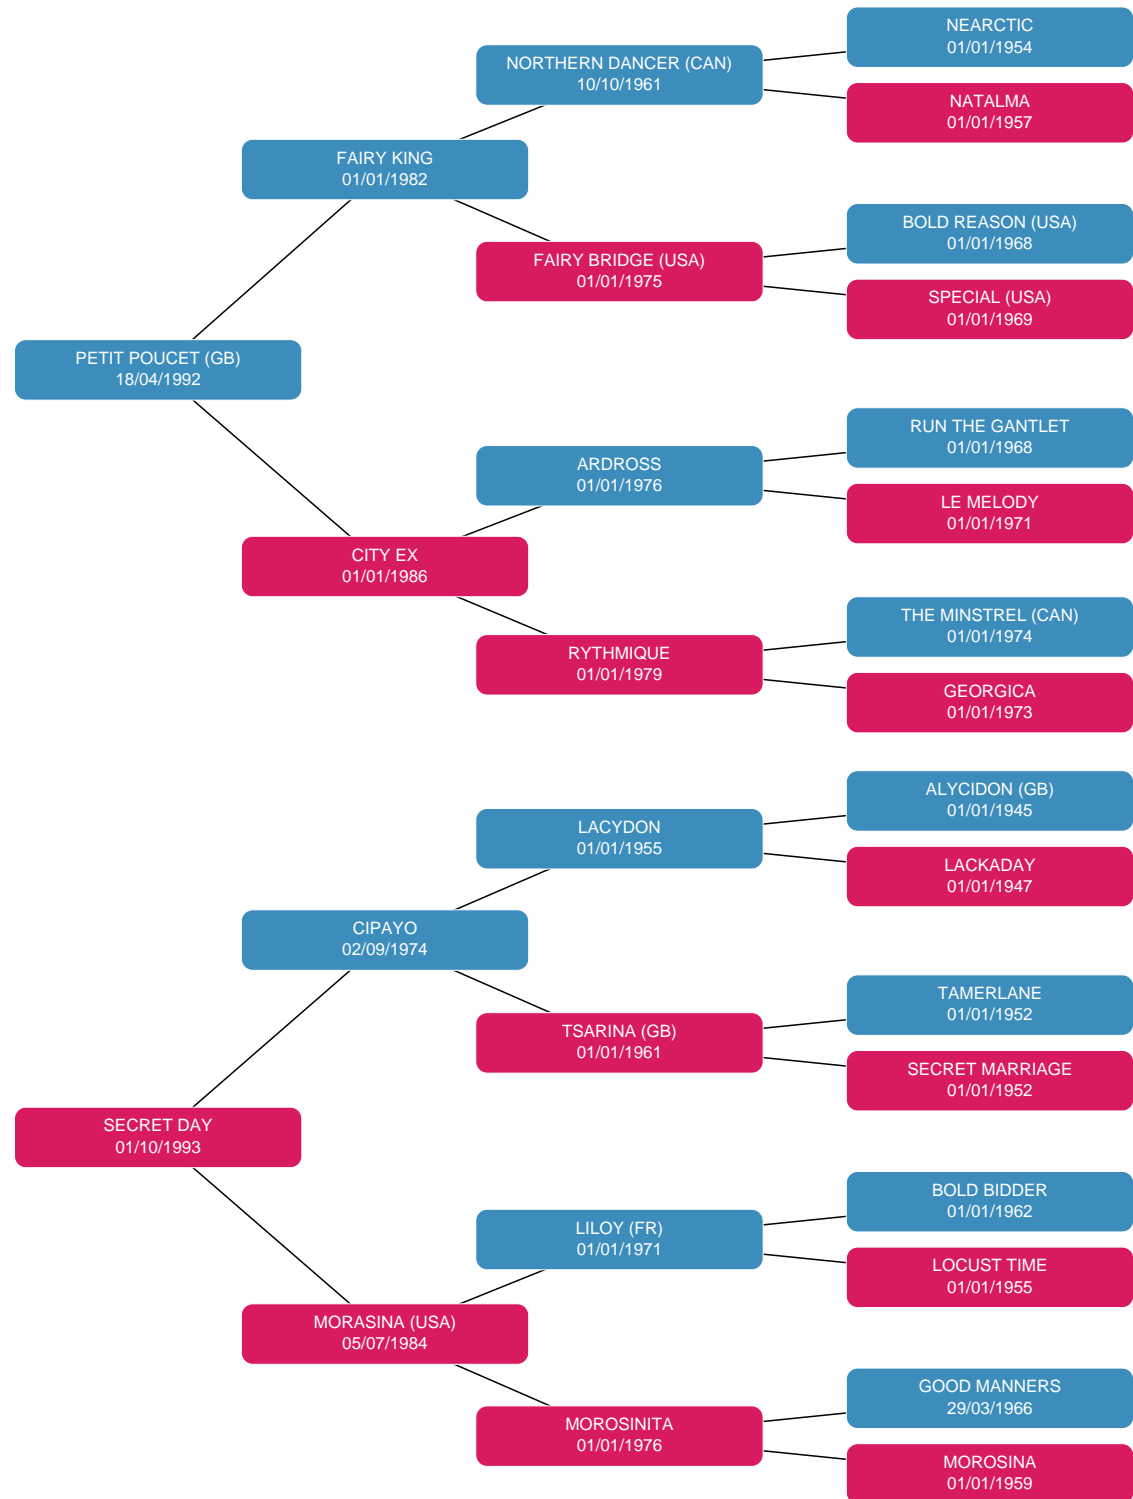 NEARCTIC
01/01/1954
NORTHERN DANCER (CAN)
10/10/1961
NATALMA
01/01/1957
FAIRY KING
01/01/1982
BOLD REASON (USA)
01/01/1968
FAIRY BRIDGE (USA)
01/01/1975
SPECIAL (USA)
01/01/1969
PETIT POUCET (GB)
18/04/1992
RUN THE GANTLET
01/01/1968
ARDROSS
01/01/1976
LE MELODY
01/01/1971
CITY EX
01/01/1986
THE MINSTREL (CAN)
01/01/1974
RYTHMIQUE
01/01/1979
GEORGICA
01/01/1973
ALYCIDON (GB)
01/01/1945
LACYDON
01/01/1955
LACKADAY
01/01/1947
CIPAYO
02/09/1974
TAMERLANE
01/01/1952
TSARINA (GB)
01/01/1961
SECRET MARRIAGE
01/01/1952
SECRET DAY
01/10/1993
BOLD BIDDER
01/01/1962
LILOY (FR)
01/01/1971
LOCUST TIME
01/01/1955
MORASINA (USA)
05/07/1984
GOOD MANNERS
29/03/1966
MOROSINITA
01/01/1976
MOROSINA
01/01/1959